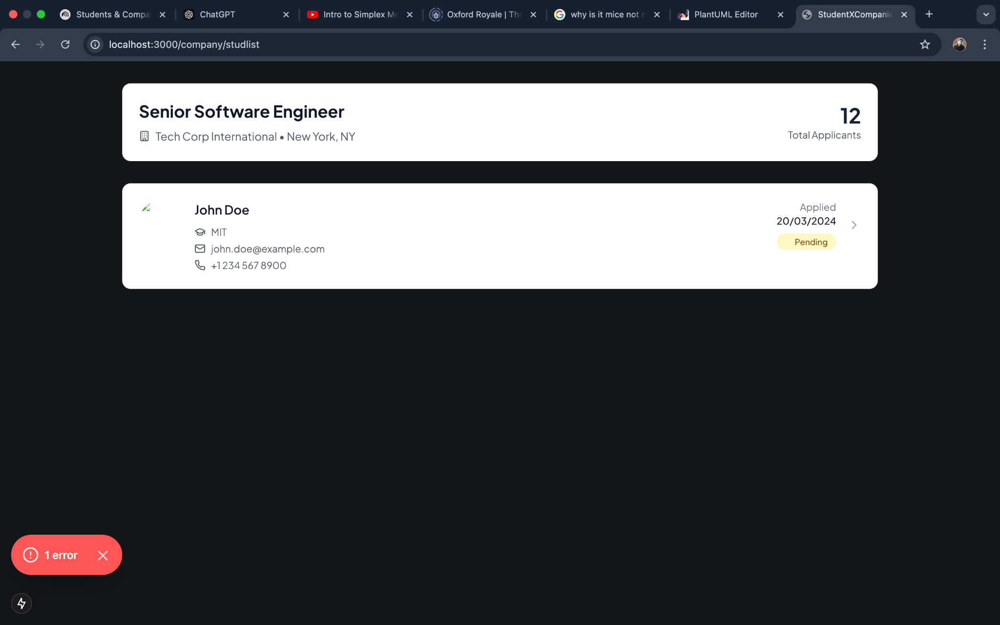 Students & Compa
ChatGPT
Intro to Simplex Me
Oxford Royale | The
why is it mice not
PlantUML Editor
StudentXCompanie
localhost:3000/company/studlist
Senior Software Engineer
Tech Corp International • New York, NY
12
Total Applicants
John Doe
MIT
john.doe@example.com
+1 234 567 8900
Applied
20/03/2024
Pending
1 error